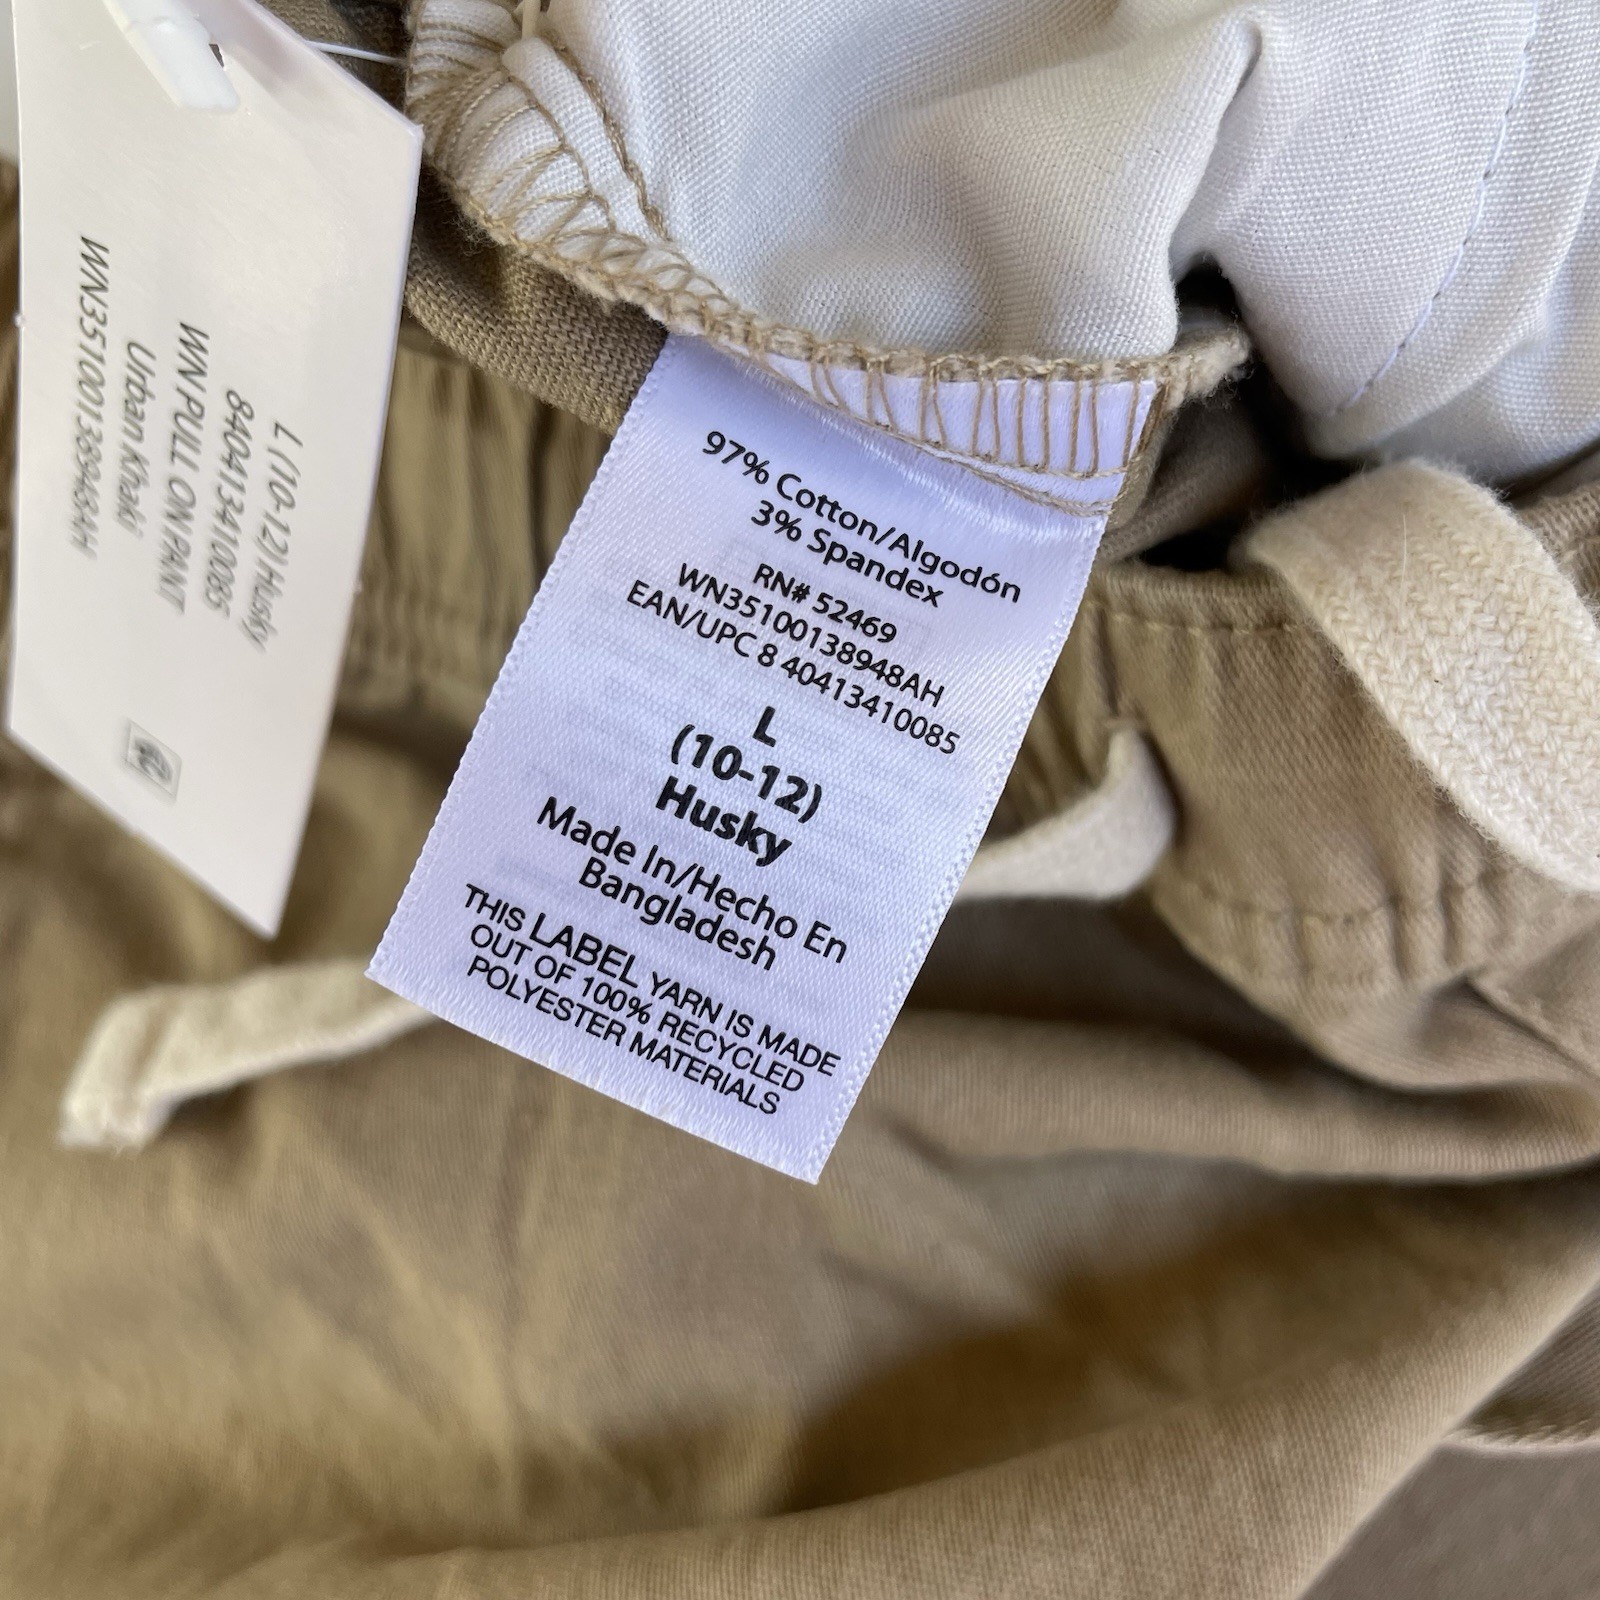 97% Cotton/Algodón
3% Spandex
RN# 52469
WN35100138948AH
EAN/UPC 8 40413410085
L
(10-12)
Husky
Made In/Hecho En
Bangladesh
THIS LABEL YARN IS MADE
OUT OF 100% RECYCLED
POLYESTER MATERIALS
L (10-12) Husky
840413410085
WN PULL ON PANT
Urban Khaki
WN35100138948AH